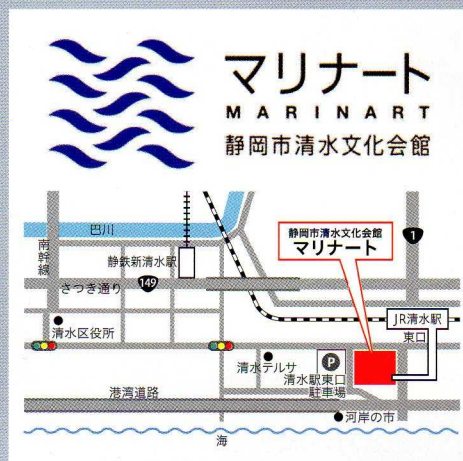 マリナート
MARINART
静岡市清水文化会館
巴川
南幹線
静鉄新清水駅
静岡市清水文化会館
マリナート
1
さつき通り
149
JR清水駅
東口
清水区役所
清水テルサ
P
清水駅東口
駐車場
港湾道路
河岸の市
海